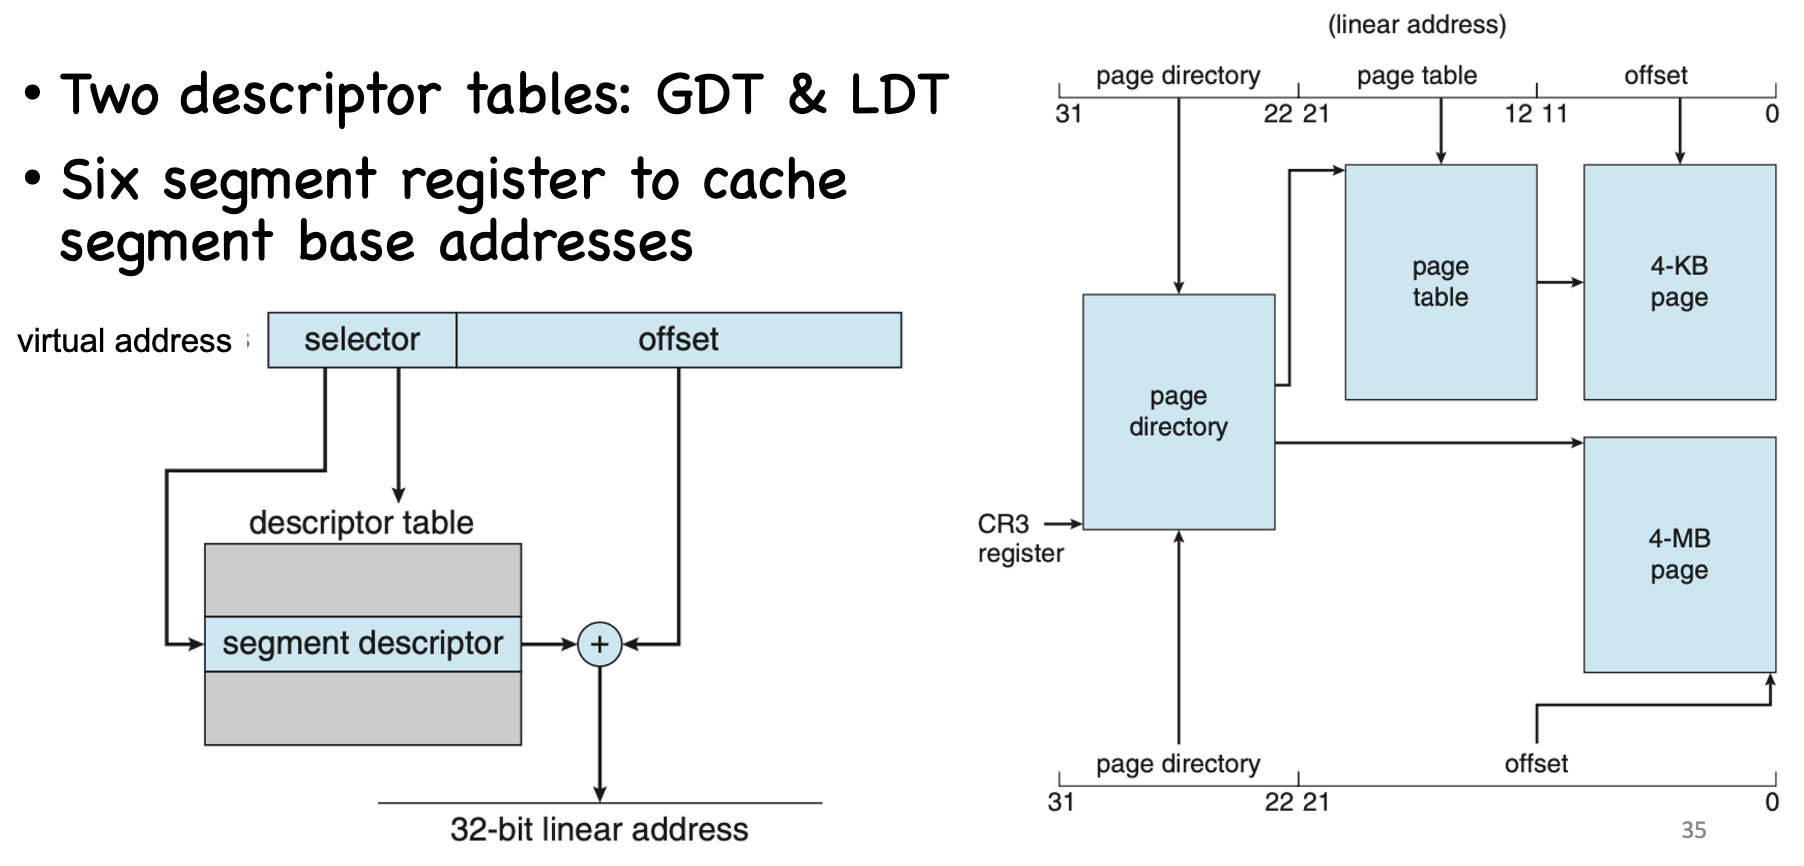 • Two descriptor tables: GDT & LDT
• Six segment register to cache
segment base addresses
virtual address
selector
offset
descriptor table
segment descriptor
+
32-bit linear address
(linear address)
page directory
page table
offset
31
22 21
12 11
0
page
table
4-KB
page
page
directory
CR3
register
4-MB
page
page directory
offset
31
22 21
0
35